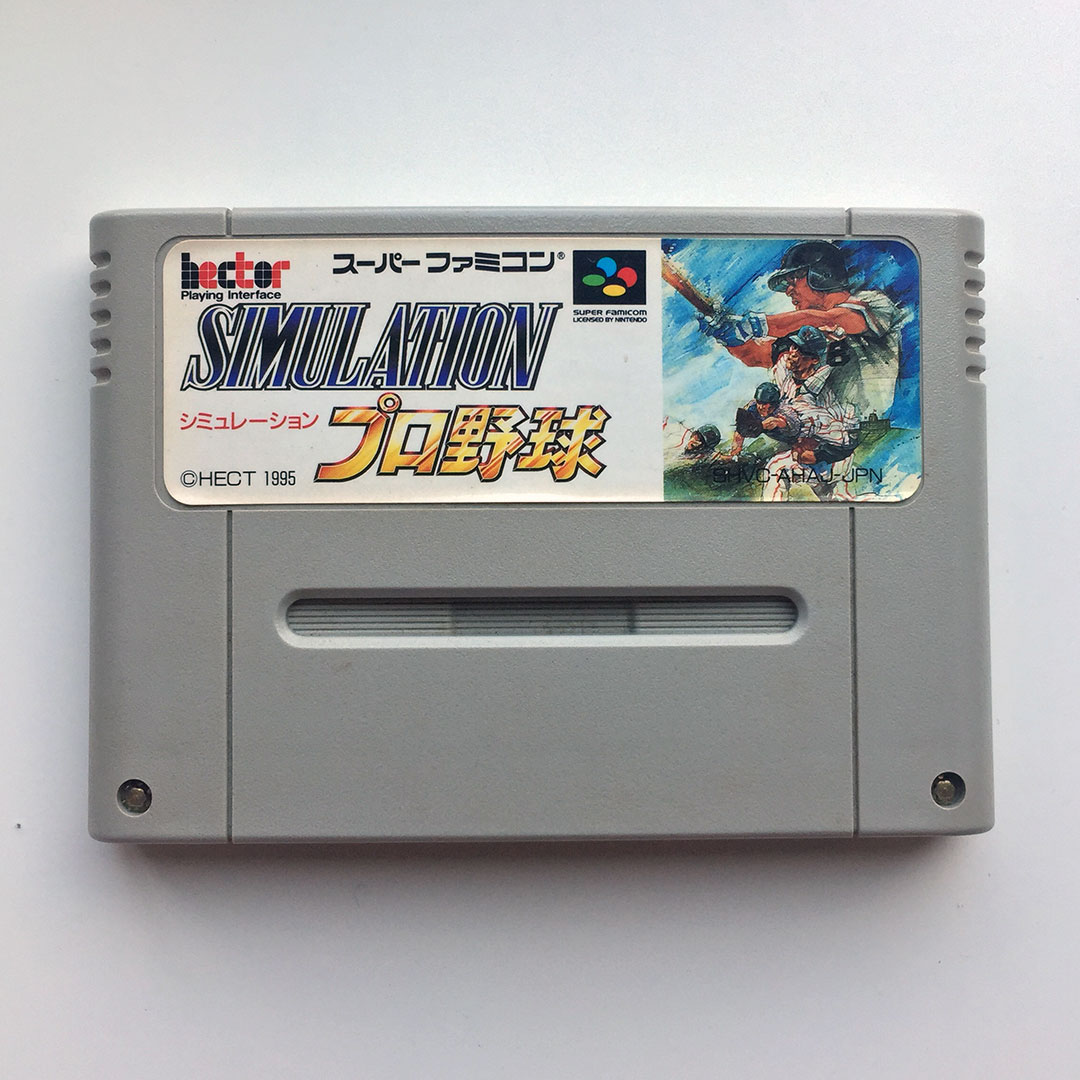 hector
Playing Interface
スーパーファミコン®
SUPER FAMICOM
LICENSED BY NINTENDO
SIMULATION
シミュレーション
プロ野球
©HECT 1995
SHVC-AHAJ-JPN
8